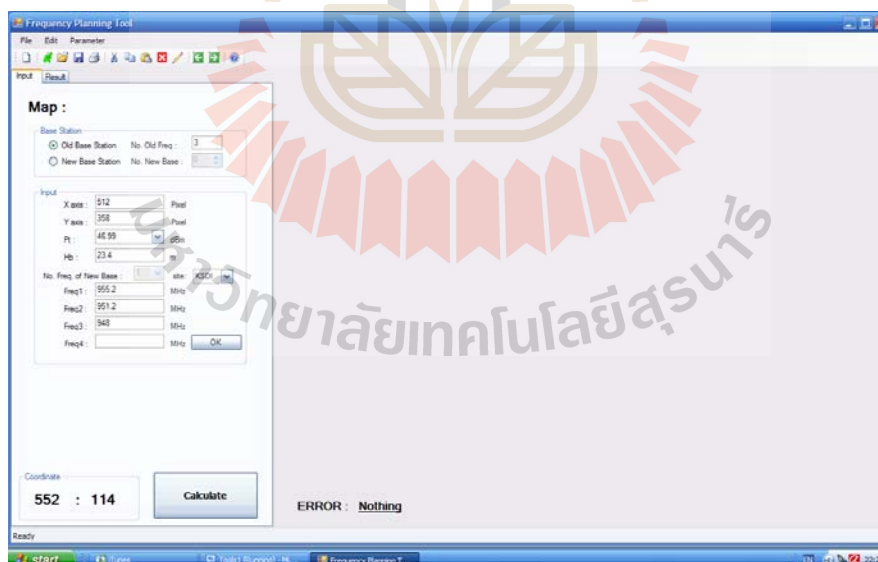 Frequency Planning Tool
File Edit Parameter
Input Result
Map :
Base Station
Old Base Station No. Old Freq : 3
New Base Station No. New Base :
Input
X axis : 512 Pixel
Y axis : 358 Pixel
Pt : 46.99 dBm
Hb : 23.4 m
No. Freq. of New Base : 1 site: KSDI
Freq1 : 955.2 MHz
Freq2 : 951.2 MHz
Freq3 : 948 MHz
Freq4 : MHz OK
มหาวิทยาลัยเทคโนโลยีสุรนารี
Coordinate
552 : 114
Calculate
ERROR : Nothing
Ready
start iTunes Frequency Planning T...
EN